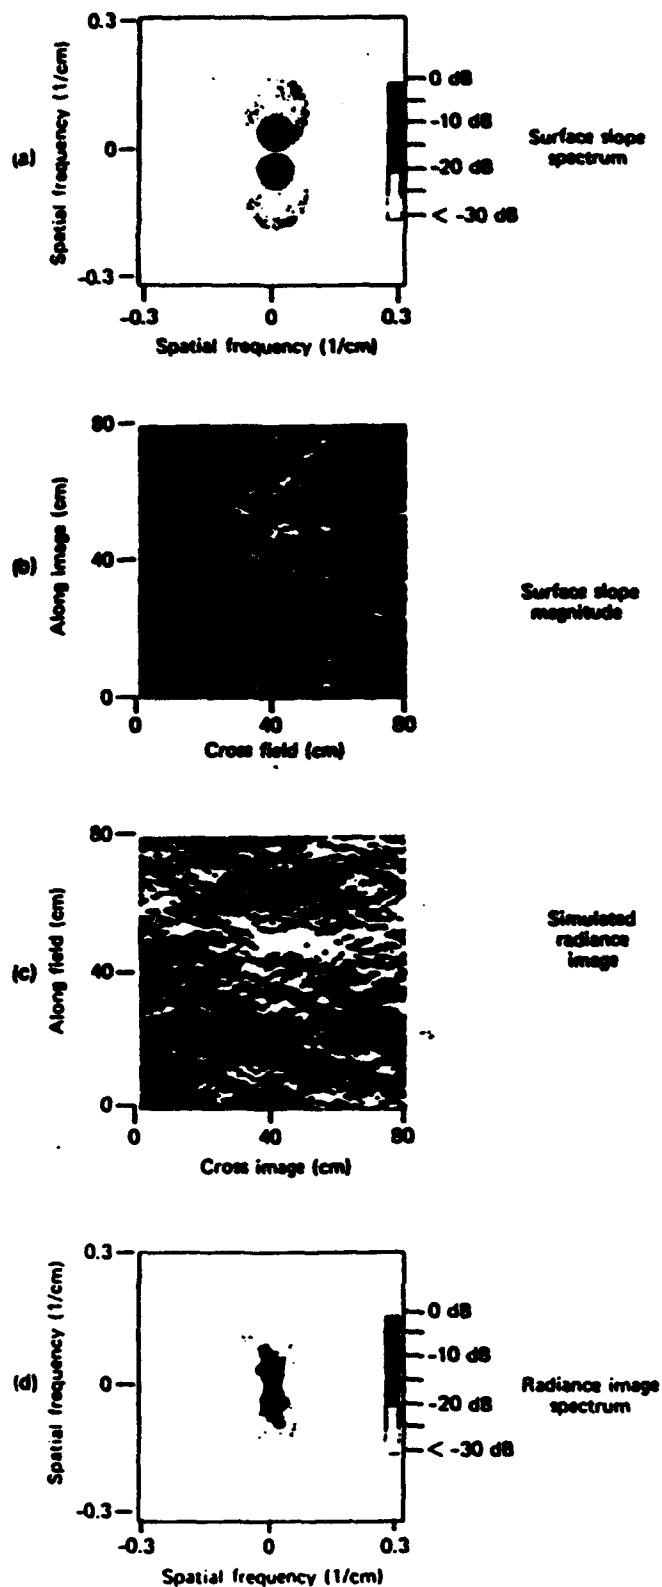 (a)
Spatial frequency (1/cm)
0.3
0
-0.3
-0.3 0 0.3
Spatial frequency (1/cm)
0 dB
-10 dB
-20 dB
< -30 dB
Surface slope
spectrum
(b)
Along image (cm)
80
40
0
0 40 80
Cross field (cm)
Surface slope
magnitude
(c)
Along field (cm)
80
40
0
0 40 80
Cross image (cm)
Simulated
radiance
image
(d)
Spatial frequency (1/cm)
0.3
0
-0.3
-0.3 0 0.3
Spatial frequency (1/cm)
0 dB
-10 dB
-20 dB
< -30 dB
Radiance image
spectrum